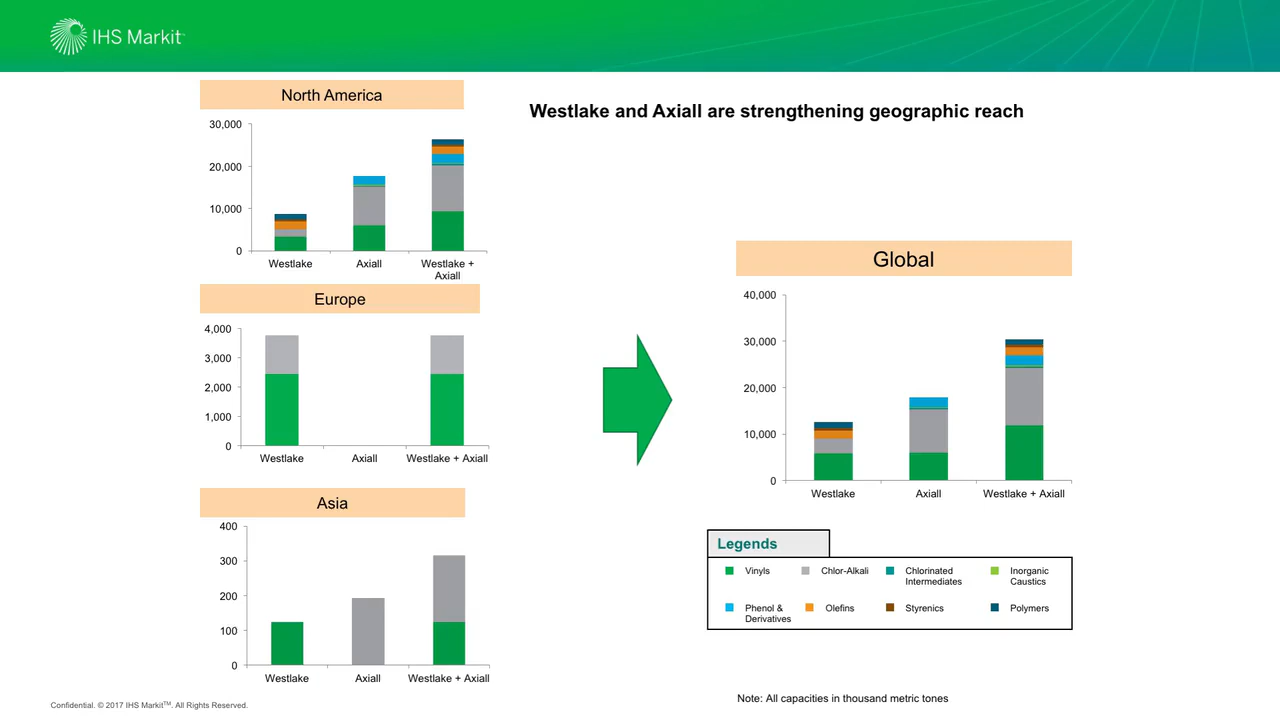 IHS Markit
North America
Westlake and Axiall are strengthening geographic reach
30,000
20,000
10,000
0
Westlake
Axiall
Westlake +
Axiall
Europe
4,000
3,000
2,000
1,000
0
Westlake
Axiall
Westlake + Axiall
Asia
400
300
200
100
0
Westlake
Axiall
Westlake + Axiall
Global
40,000
30,000
20,000
10,000
0
Westlake
Axiall
Westlake + Axiall
Legends
Vinyls
Chlor-Alkali
Chlorinated
Intermediates
Inorganic
Caustics
Phenol &
Derivatives
Olefins
Styrenics
Polymers
Note: All capacities in thousand metric tones
Confidential. © 2017 IHS Markit™. All Rights Reserved.